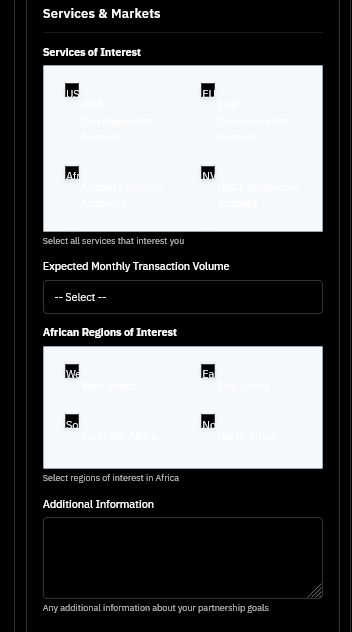 Services & Markets
Services of Interest
US
USD
Correspondent
Account
EU
EUR
Correspondent
Account
Afr
African Currency
Accounts
NV
NVCT Stablecoin
Account
Select all services that interest you
Expected Monthly Transaction Volume
-- Select --
African Regions of Interest
We
West Africa
Ea
East Africa
So
Southern Africa
No
North Africa
Select regions of interest in Africa
Additional Information
Any additional information about your partnership goals